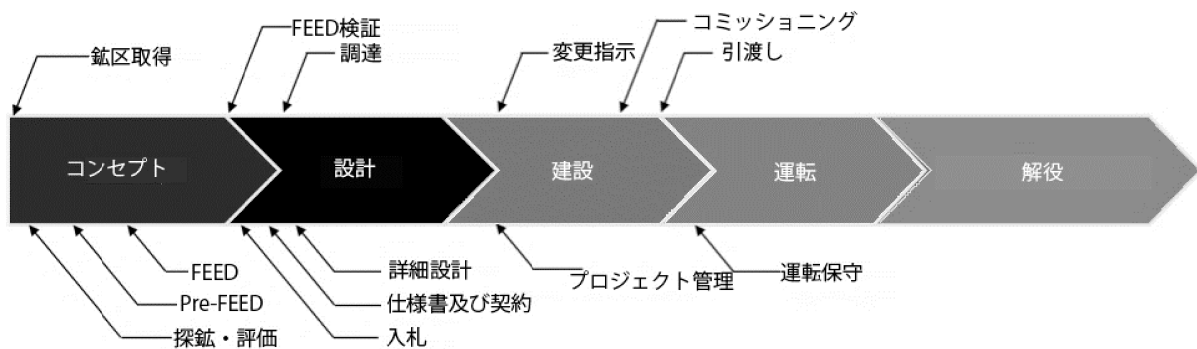 コミッショニング
FEED検証
鉱区取得
調達
変更指示
引渡し
コンセプト
設計
建設
運転
解役
FEED
詳細設計
プロジェクト管理
運転保守
Pre-FEED
仕様書及び契約
探鉱・評価
入札